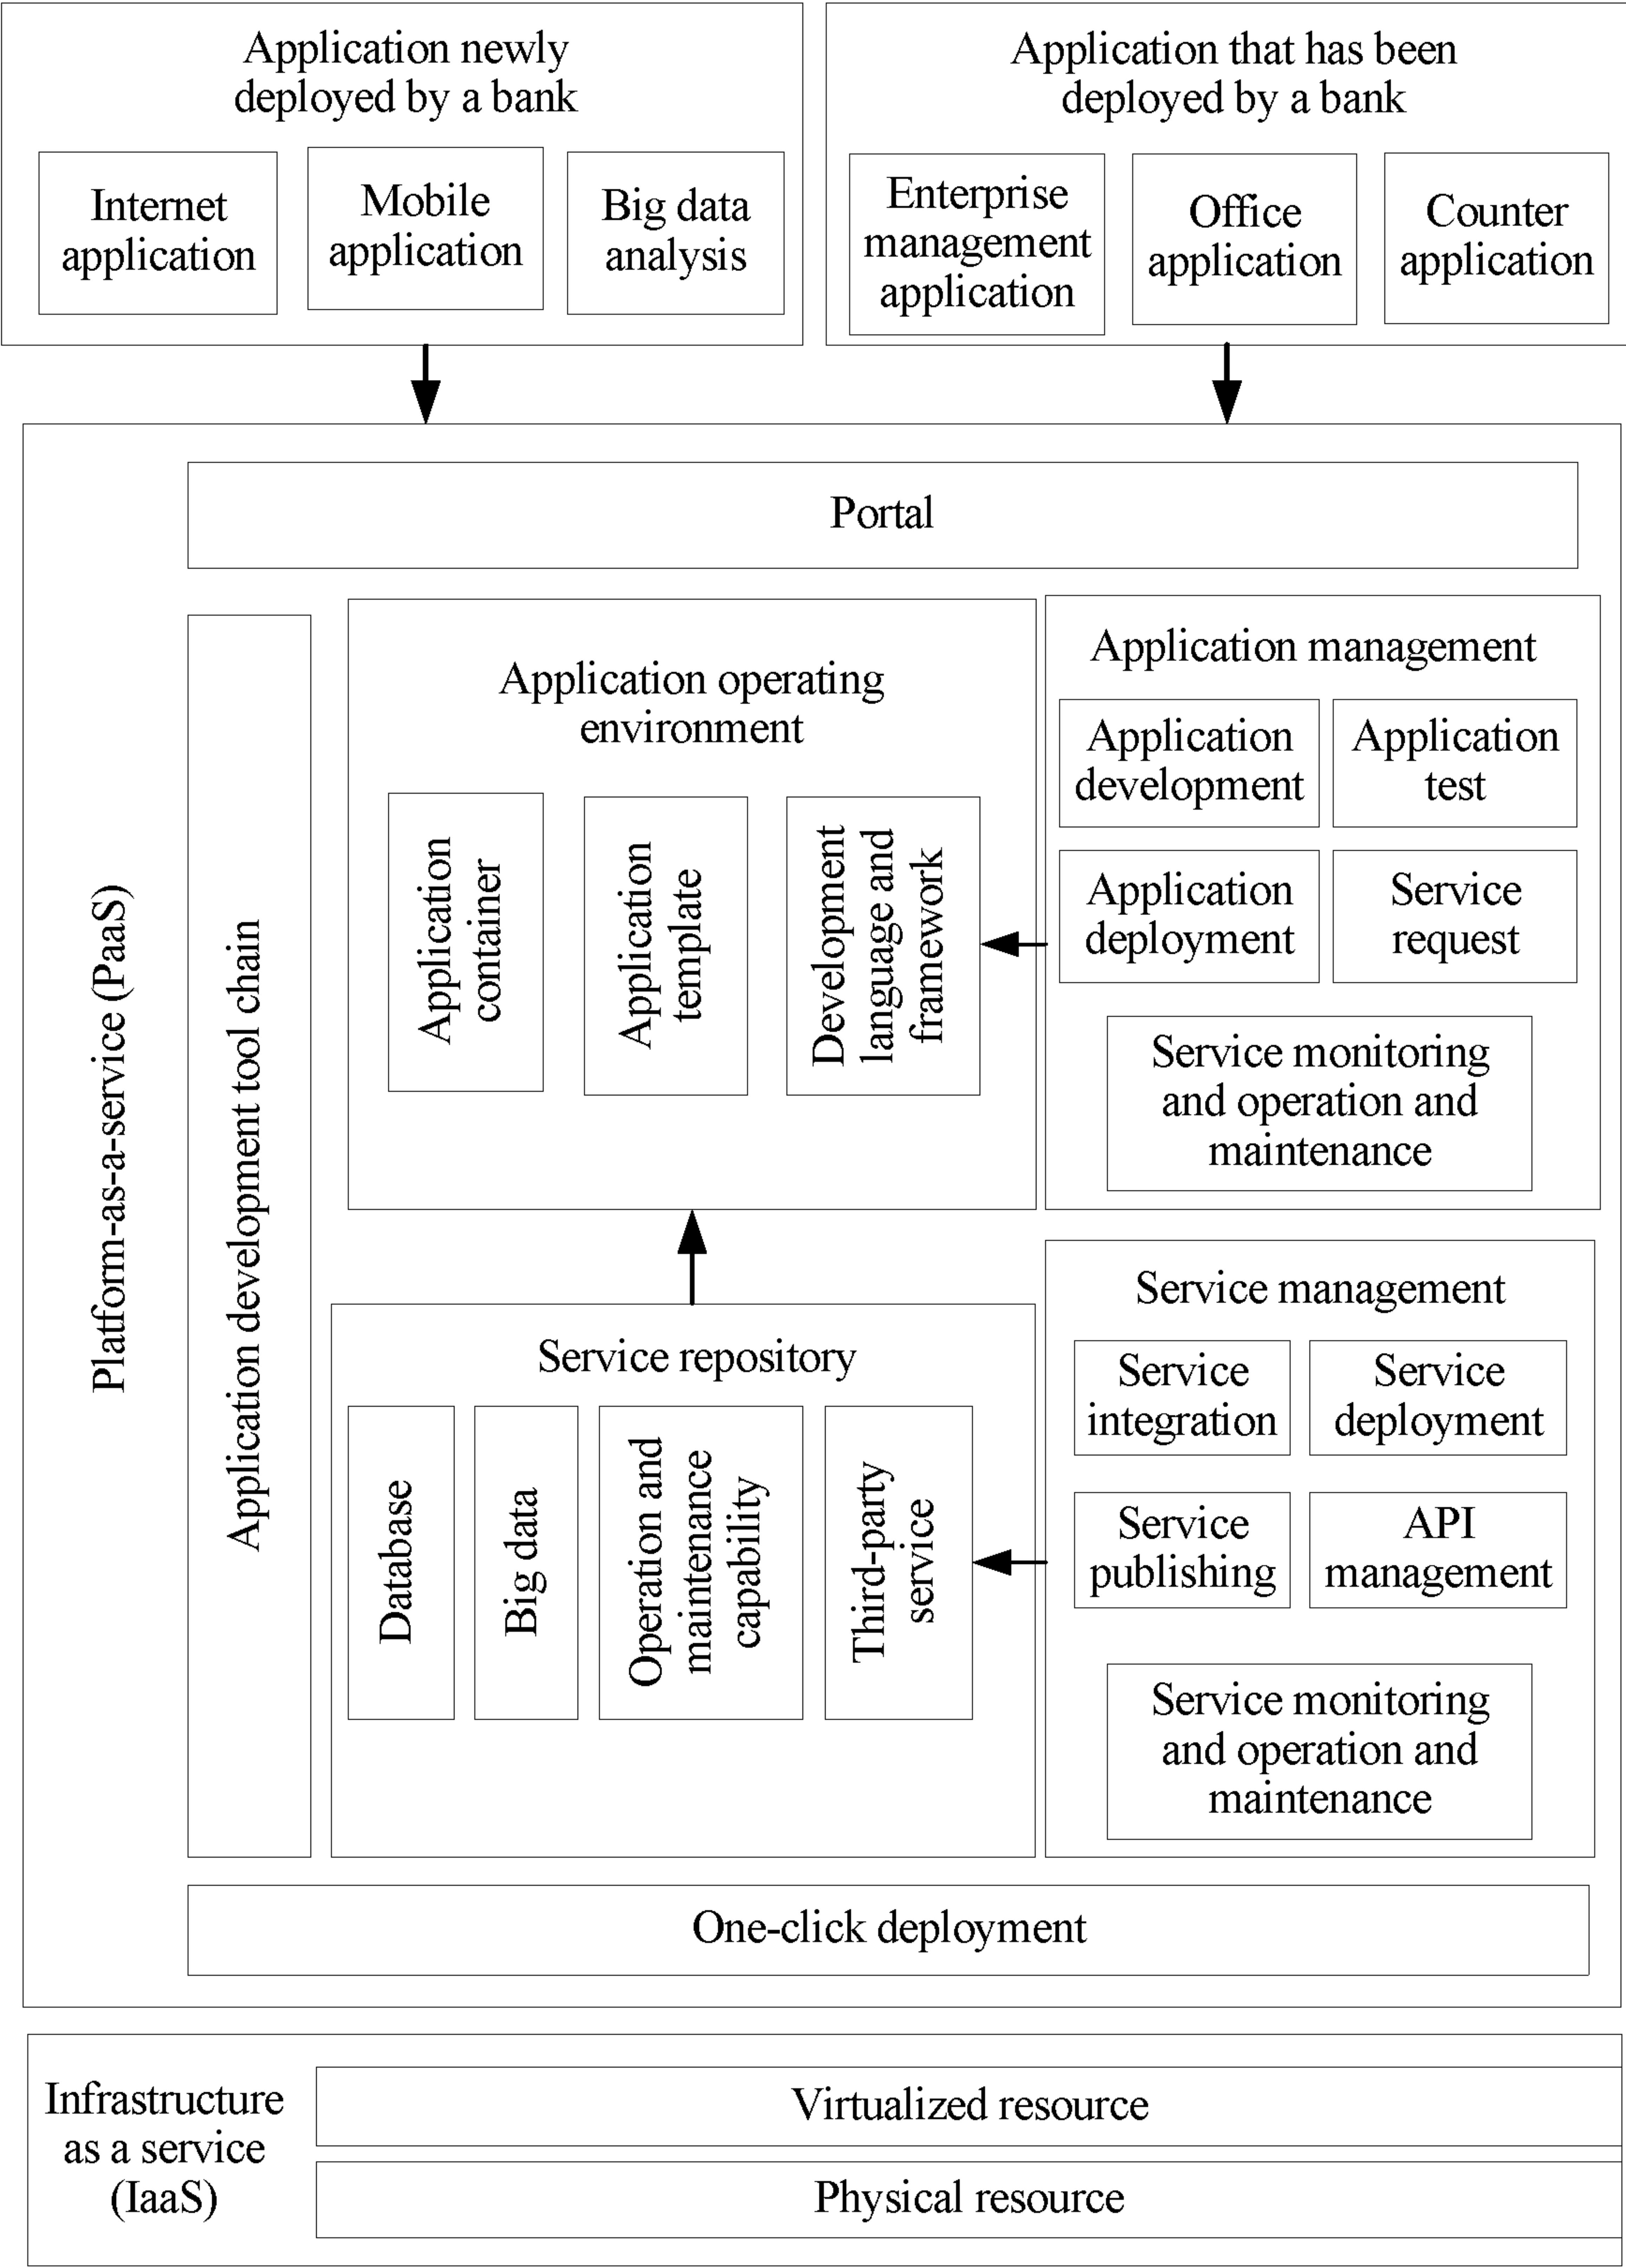 Application newly
deployed by a bank
Internet
application
Mobile
application
Big data
analysis
Application that has been
deployed by a bank
Enterprise
management
application
Office
application
Counter
application
Platform-as-a-service (PaaS)
Portal
Application development tool chain
Application operating
environment
Application
container
Application
template
Development
language and
framework
Application management
Application
development
Application
test
Application
deployment
Service
request
Service monitoring
and operation and
maintenance
Service repository
Database
Big data
Operation and
maintenance
capability
Third-party
service
Service management
Service
integration
Service
deployment
Service
publishing
API
management
Service monitoring
and operation and
maintenance
One-click deployment
Infrastructure
as a service
(IaaS)
Virtualized resource
Physical resource